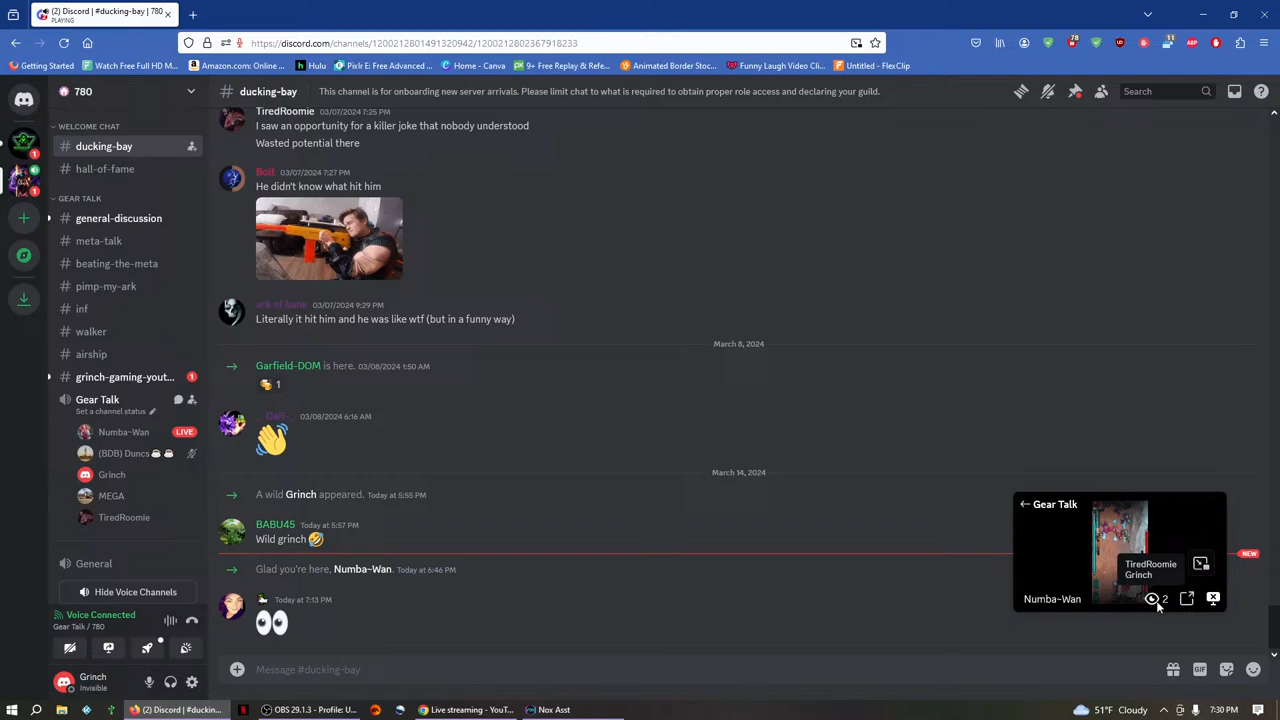 (2) Discord | #ducking-bay | 780
PLAYING
https://discord.com/channels/1200212801491320942/1200212802367918233
Getting Started
Watch Full HD M...
Amazon.com: Online ...
Hulu
Pixlr E: Free Advanced ...
Home - Canva
9+ Free Replay & Refe...
Animated Border Stoc...
Funny Laugh Video Cli...
Untitled - FlexClip
78
11
780
ducking-bay
This channel is for onboarding new server arrivals. Please limit chat to what is required to obtain proper role access and declaring your guild.
Search
WELCOME CHAT
ducking-bay
hall-of-fame
GEAR TALK
general-discussion
meta-talk
beating-the-meta
pimp-my-ark
inf
walker
airship
grinch-gaming-yout... 1
Gear Talk
Set a channel status
Numba~Wan LIVE
(BDB) Duncs
Grinch
MEGA
TiredRoomie
General
Hide Voice Channels
Voice Connected
Gear Talk / 780
Grinch
Invisible
1
1
TiredRoomie 03/07/2024 7:25 PM
I saw an opportunity for a killer joke that nobody understood
Wasted potential there
Bolt 03/07/2024 7:27 PM
He didn't know what hit him
ark of bane 03/07/2024 9:29 PM
Literally it hit him and he was like wtf (but in a funny way)
March 8, 2024
Garfield-DOM is here. 03/08/2024 1:50 AM
🍻 1
03/08/2024 6:16 AM
👋
March 14, 2024
A wild Grinch appeared. Today at 5:55 PM
BABU45 Today at 5:57 PM
Wild grinch 🤣
NEW
Glad you're here, Numba~Wan. Today at 6:46 PM
Today at 7:13 PM
👀
Message #ducking-bay
GIF
Gear Talk
TiredRoomie
Grinch
Numba~Wan
2
(2) Discord | #duckin...
OBS 29.1.3 - Profile: U...
Live streaming - YouT...
Nox Asst
51°F Cloudy
7:30 PM